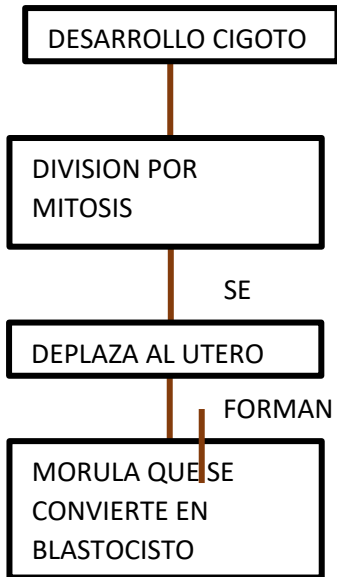 DESARROLLO CIGOTO
DIVISION POR
MITOSIS
SE
DEPLAZA AL UTERO
FORMAN
MORULA QUE SE
CONVIERTE EN
BLASTOCISTO